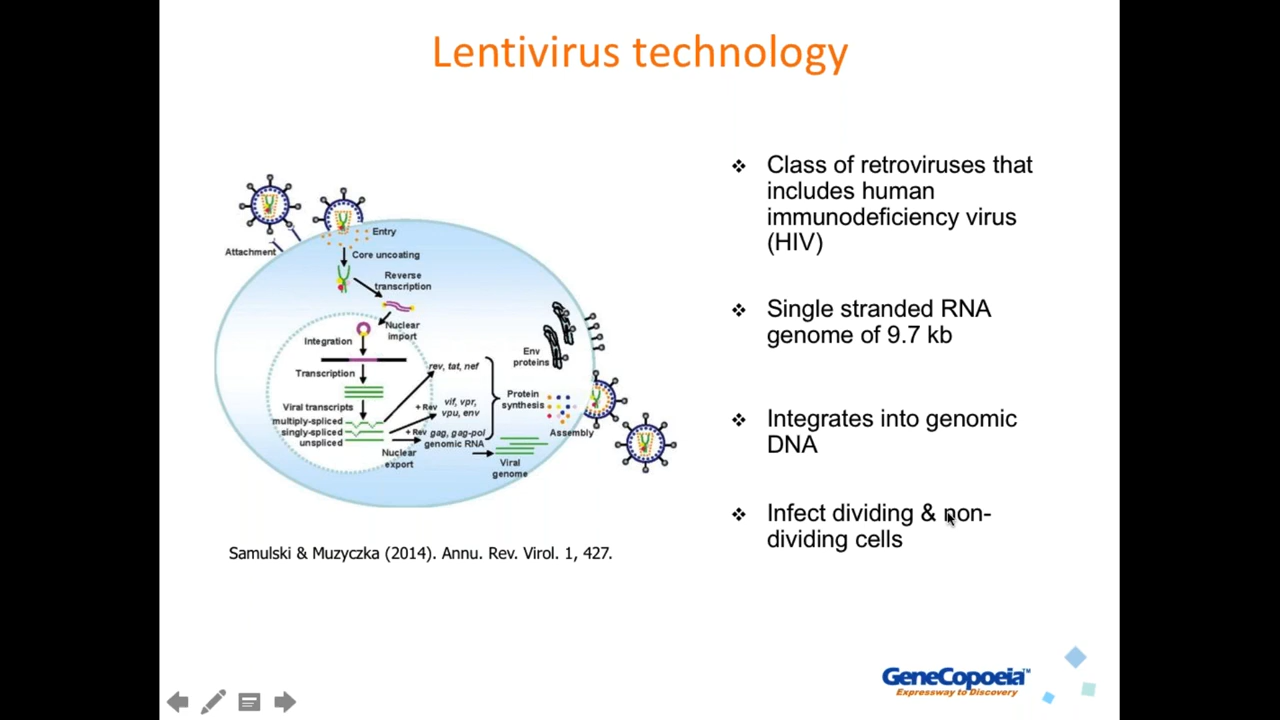 Lentivirus technology
Attachment
Entry
Core uncoating
Reverse
transcription
Nuclear
import
Integration
Transcription
Viral transcripts
multiply-spliced
singly-spliced
unspliced
Nuclear
export
rev, tat, nef
+ Rev
vif, vpr,
vpu, env
+ Rev gag, gag-pol
genomic RNA
Viral
genome
Env
proteins
Protein
synthesis
Assembly
Samulski & Muzyczka (2014). Annu. Rev. Virol. 1, 427.
❖ Class of retroviruses that
includes human
immunodeficiency virus
(HIV)
❖ Single stranded RNA
genome of 9.7 kb
❖ Integrates into genomic
DNA
❖ Infect dividing & non-
dividing cells
GeneCopoeia™
Expressway to Discovery